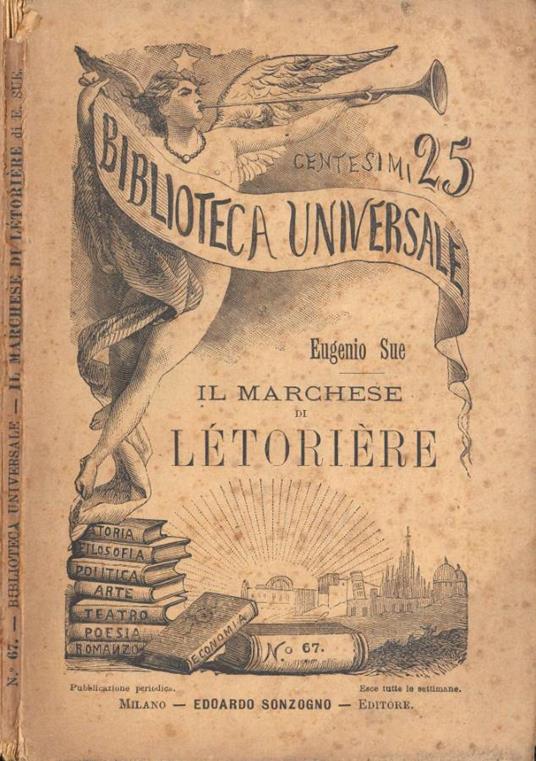 N.º 67. — BIBLIOTECA UNIVERSALE — IL MARCHESE DI LÉTORIÈRE di E. SUE.
CENTESIMI 25
BIBLIOTECA UNIVERSALE
Eugenio Sue
IL MARCHESE
DI
LÉTORIÈRE
STORIA
FILOSOFIA
POLITICA
ARTE
TEATRO
POESIA
ROMANZO
ECONOMIA
No 67.
Pubblicazione periodica.
Esce tutte le settimane.
MILANO — EDOARDO SONZOGNO — EDITORE.